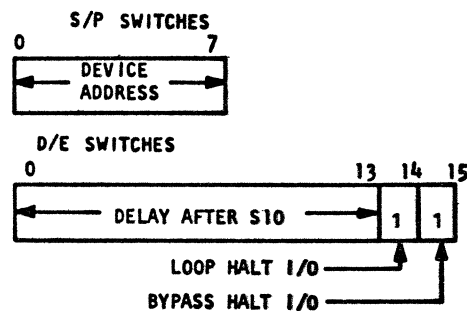 S/P SWITCHES
0 7
DEVICE
ADDRESS
D/E SWITCHES
0 13 14 15
DELAY AFTER SIO 1 1
LOOP HALT I/O
BYPASS HALT I/O